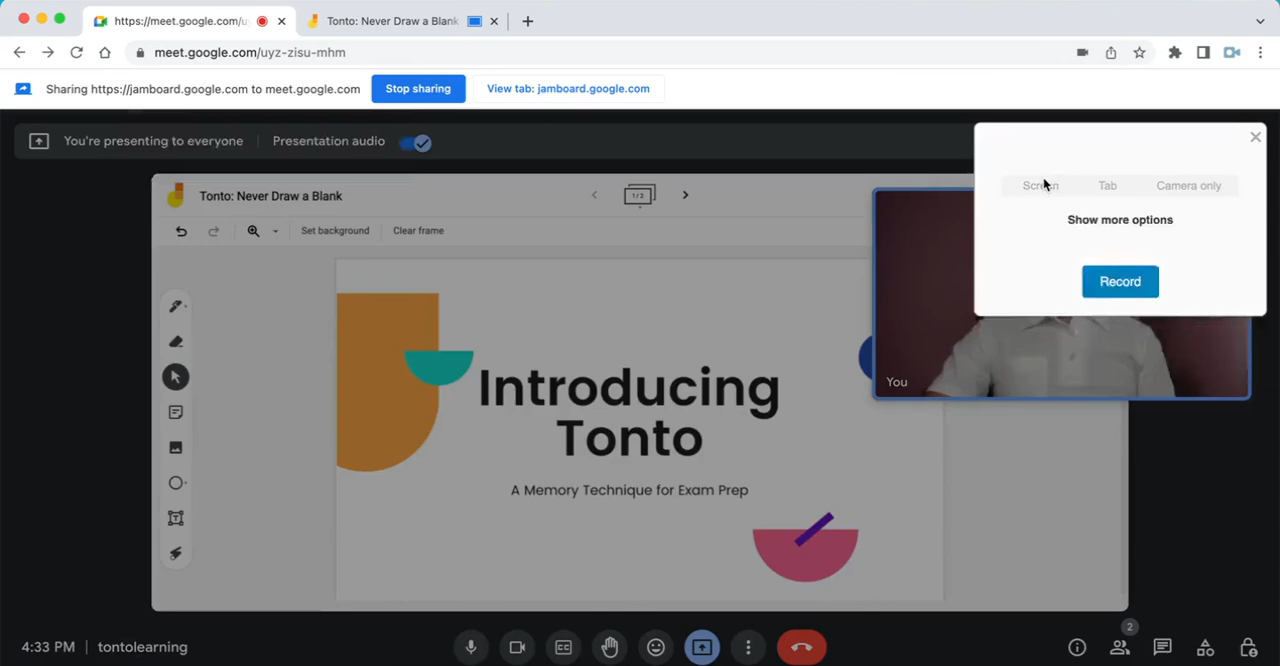 https://meet.google.com/u
Tonto: Never Draw a Blank
meet.google.com/uyz-zisu-mhm
Sharing https://jamboard.google.com to meet.google.com
Stop sharing
View tab: jamboard.google.com
You're presenting to everyone
Presentation audio
Screen
Tab
Camera only
Show more options
Record
Tonto: Never Draw a Blank
1/2
Set background
Clear frame
Introducing
Tonto
A Memory Technique for Exam Prep
You
4:33 PM | tontolearning
2